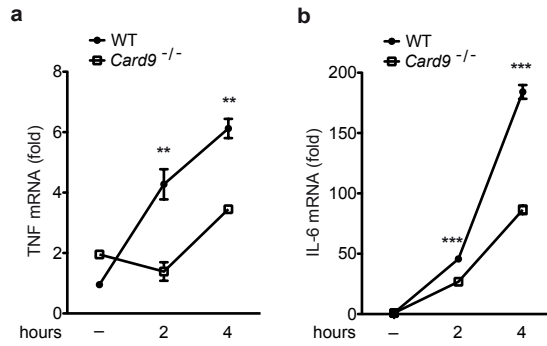 a
WT
Card9 -/-
8
6
4
2
0
TNF mRNA (fold)
**
**
hours – 2 4
b
WT
Card9 -/-
200
150
100
50
0
IL-6 mRNA (fold)
***
***
hours – 2 4